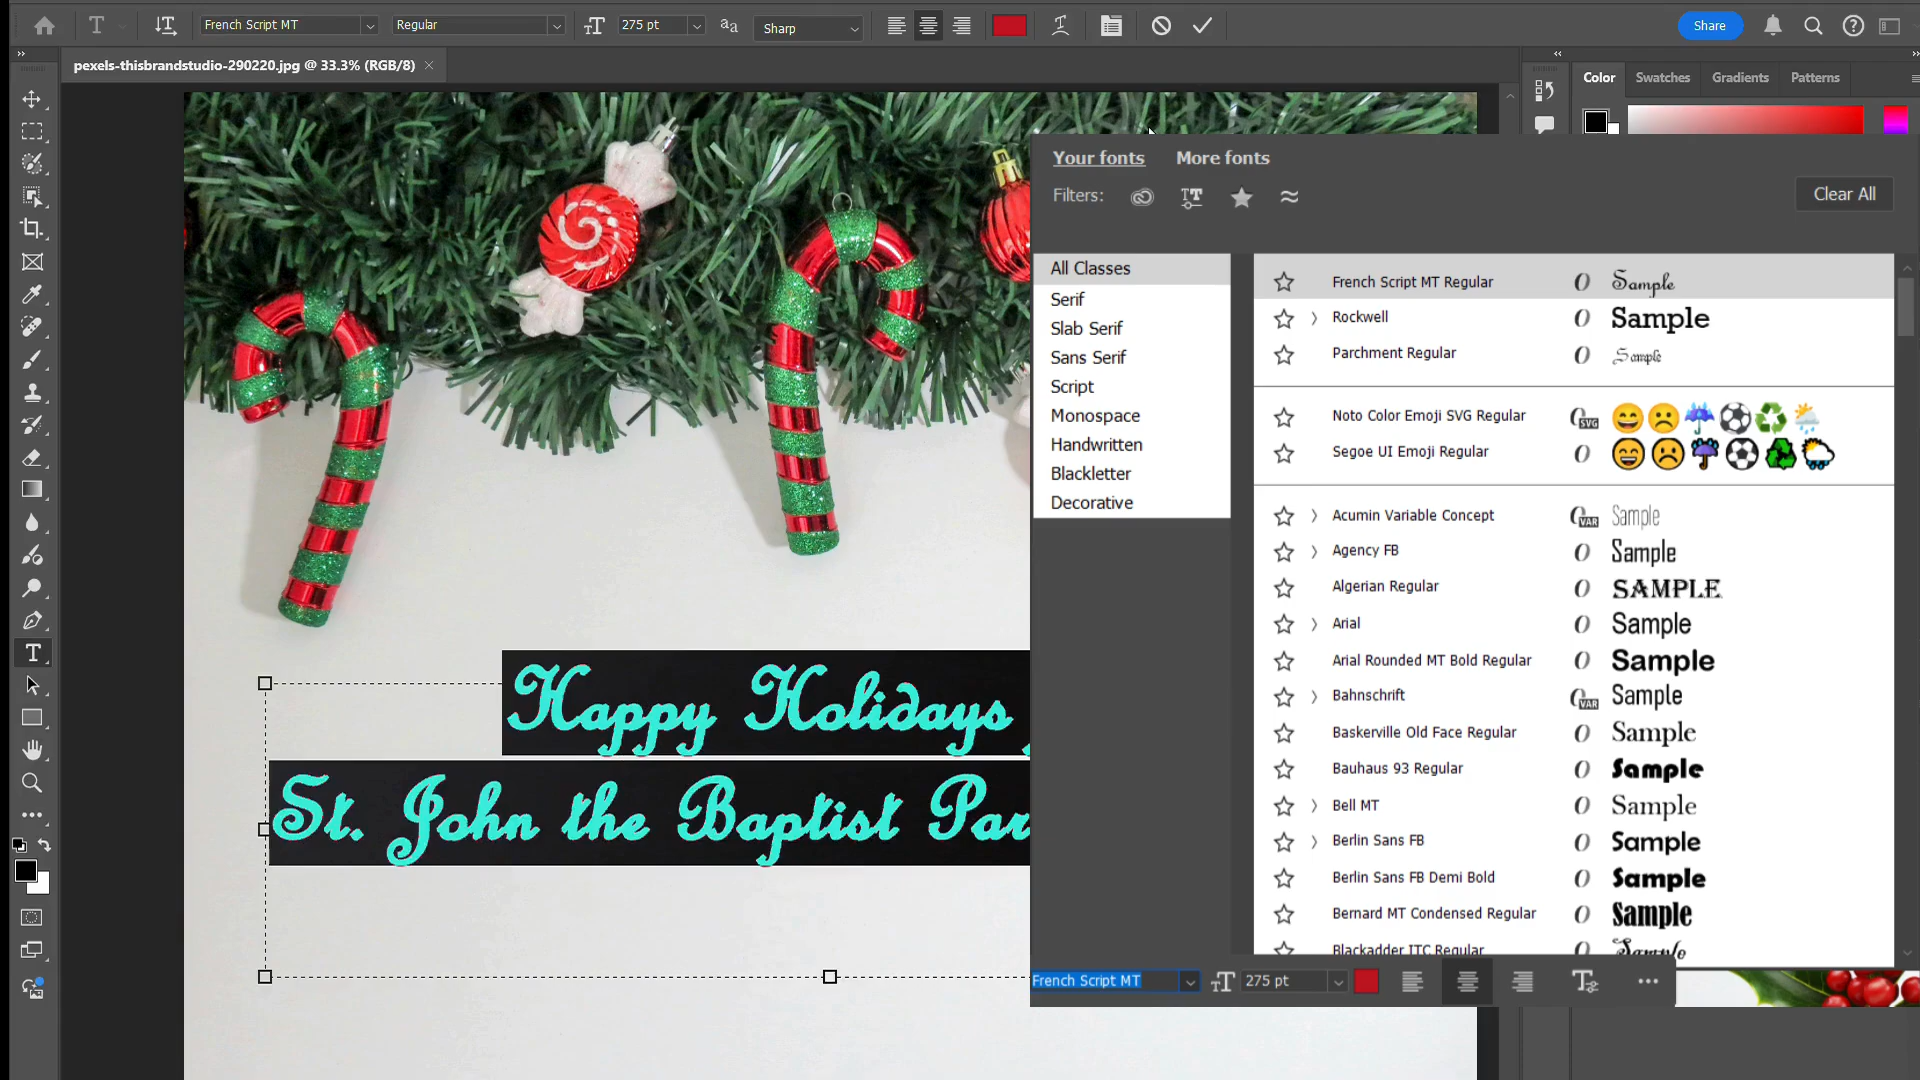 French Script MT
Regular
275 pt
aa
Sharp
Share
pexels-thisbrandstudio-290220.jpg @ 33.3% (RGB/8)
Color
Swatches
Gradients
Patterns
Your fonts
More fonts
Filters:
Clear All
All Classes
Serif
Slab Serif
Sans Serif
Script
Monospace
Handwritten
Blackletter
Decorative
French Script MT Regular
Sample
Rockwell
Sample
Parchment Regular
Sample
Noto Color Emoji SVG Regular
SVG
Segoe UI Emoji Regular
Acumin Variable Concept
VAR
Sample
Agency FB
Sample
Algerian Regular
SAMPLE
Arial
Sample
Arial Rounded MT Bold Regular
Sample
Bahnschrift
VAR
Sample
Baskerville Old Face Regular
Sample
Bauhaus 93 Regular
Sample
Bell MT
Sample
Berlin Sans FB
Sample
Berlin Sans FB Demi Bold
Sample
Bernard MT Condensed Regular
Sample
Blackadder ITC Regular
Sample
Happy Holidays
St. John the Baptist Par
French Script MT
275 pt